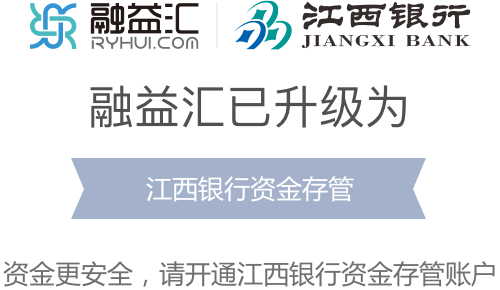 融益汇 江西银行
RYHUI.COM JIANGXI BANK
融益汇已升级为
江西银行资金存管
资金更安全，请开通江西银行资金存管账户